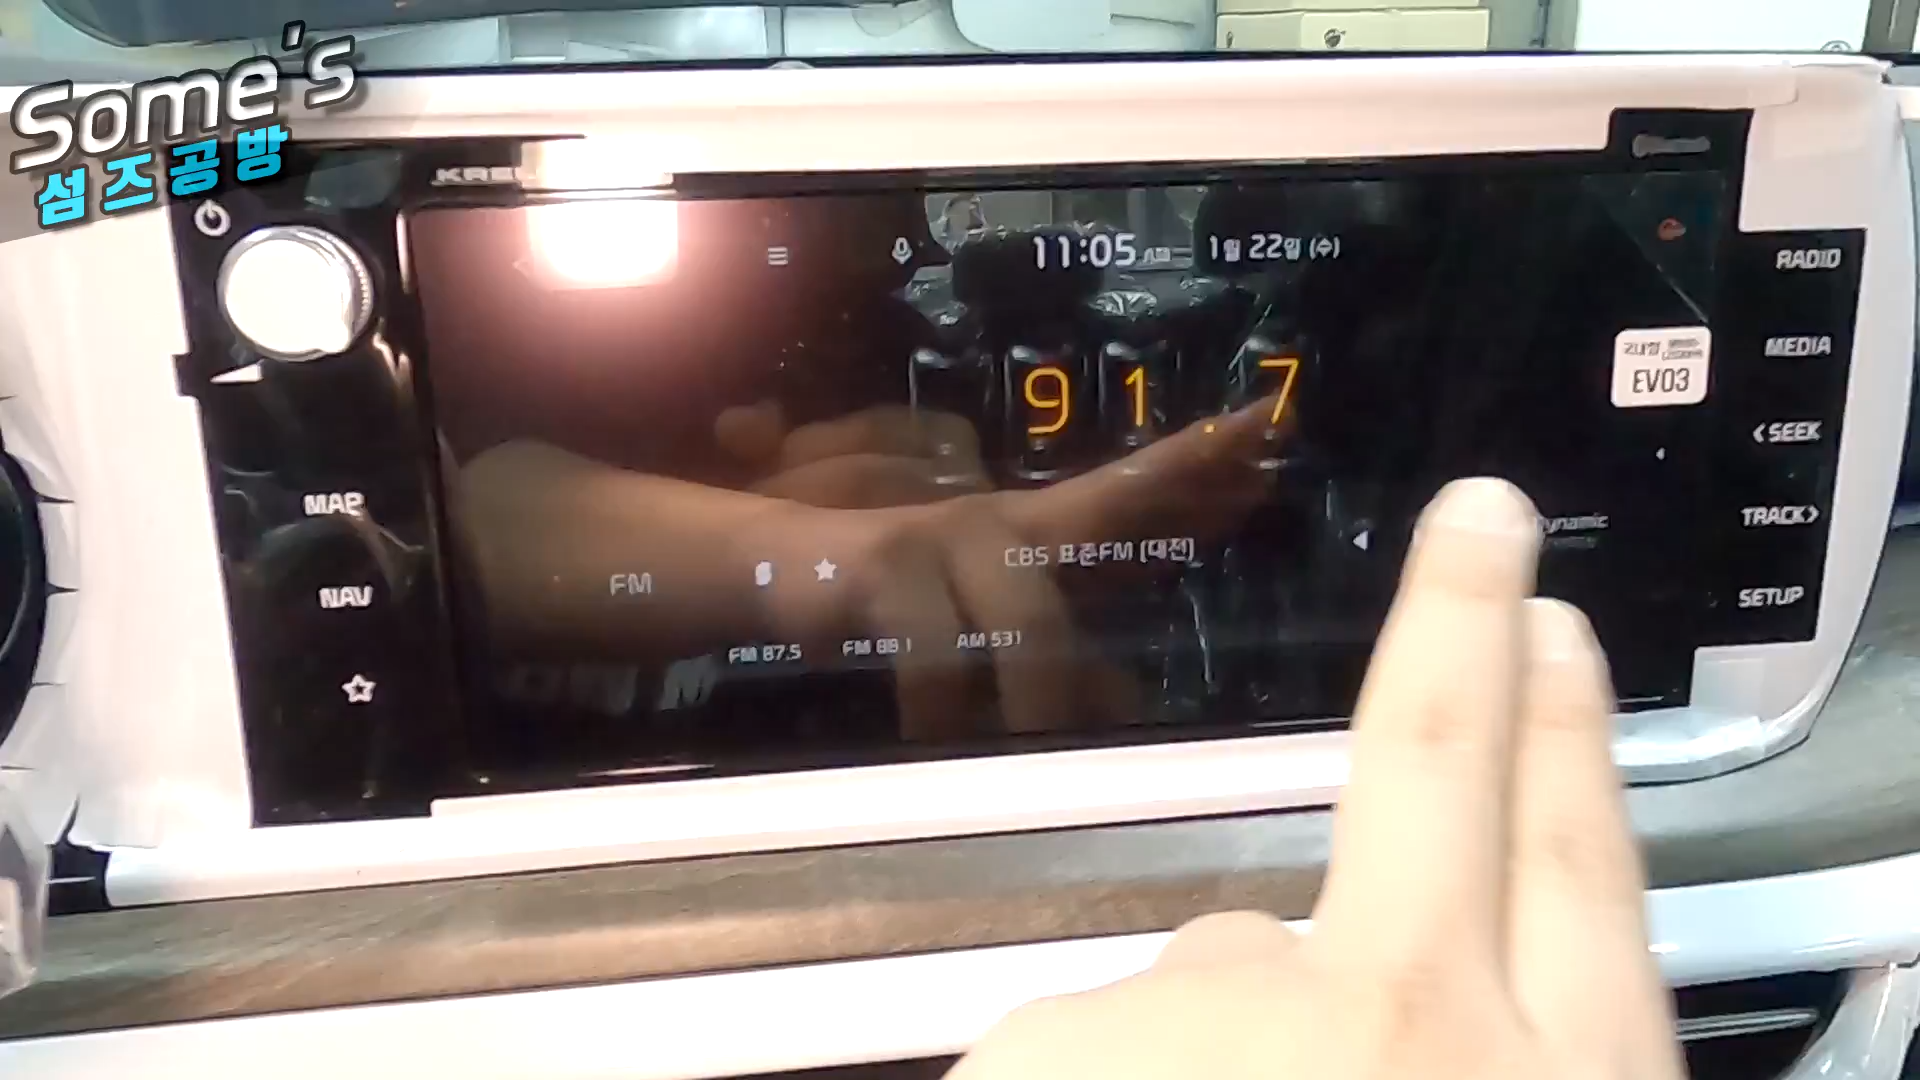 Some's
섬즈공방
11:05 AM
1월 22일 (수)
RADIO
MEDIA
EV03
91.7
< SEEK
MAP
TRACK >
Dynamic
CBS 표준FM [대전]
FM
NAV
SETUP
FM 87.5
FM 88.1
AM 531